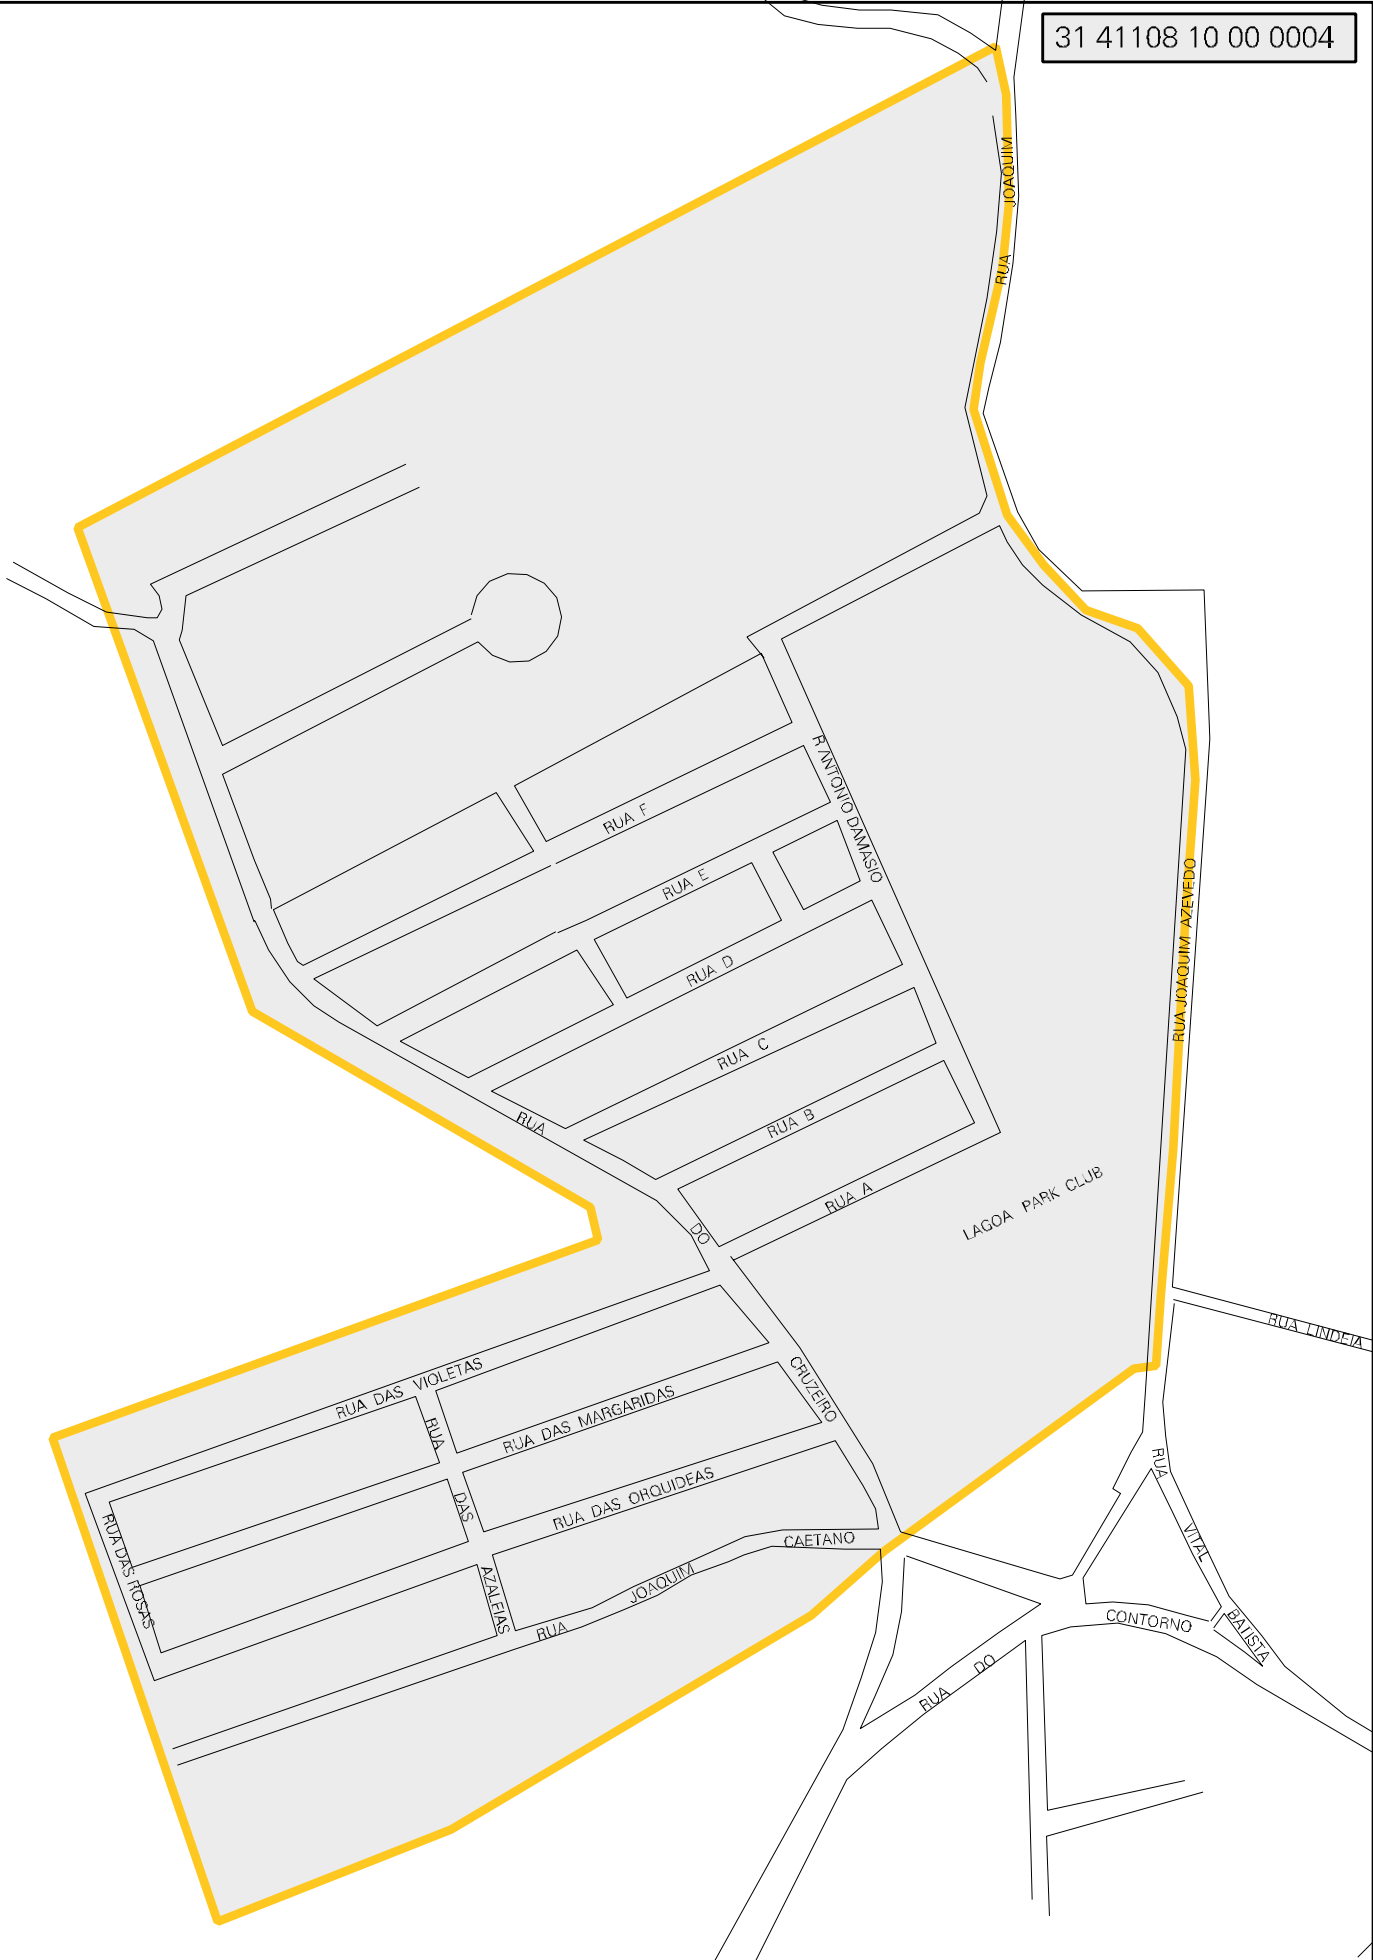 31 41108 10 00 0004
RUA JOAQUIM
R ANTONIO DAMASIO
RUA F
RUA E
RUA JOAQUIM AZEVEDO
RUA D
RUA C
RUA B
RUA A
LAGOA PARK CLUB
RUA DO CRUZEIRO
RUA LINDEIA
RUA DAS VIOLETAS
RUA DAS MARGARIDAS
RUA DAS ORQUIDEAS
RUA DAS AZALEIAS
RUA DAS ROSAS
RUA JOAQUIM CAETANO
RUA VITAL BATISTA
RUA DO CONTORNO